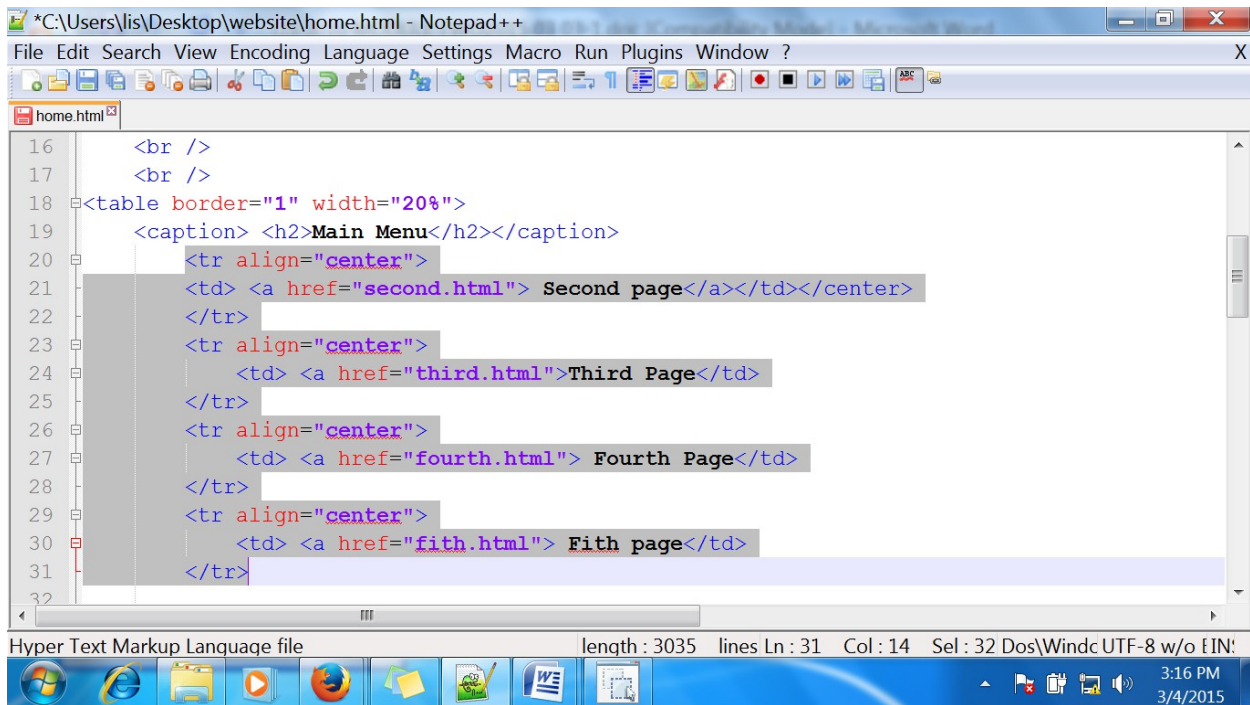 *C:\Users\lis\Desktop\website\home.html - Notepad++
File Edit Search View Encoding Language Settings Macro Run Plugins Window ? X
home.html
16 <br />
17 <br />
18 <table border="1" width="20%">
19 <caption> <h2>Main Menu</h2></caption>
20 <tr align="center">
21 <td> <a href="second.html"> Second page</a></td></center>
22 </tr>
23 <tr align="center">
24 <td> <a href="third.html">Third Page</td>
25 </tr>
26 <tr align="center">
27 <td> <a href="fourth.html"> Fourth Page</td>
28 </tr>
29 <tr align="center">
30 <td> <a href="fith.html"> Fith page</td>
31 </tr>
32
Hyper Text Markup Language file length : 3035 lines Ln : 31 Col : 14 Sel : 32 Dos\Windc UTF-8 w/o
3:16 PM
3/4/2015